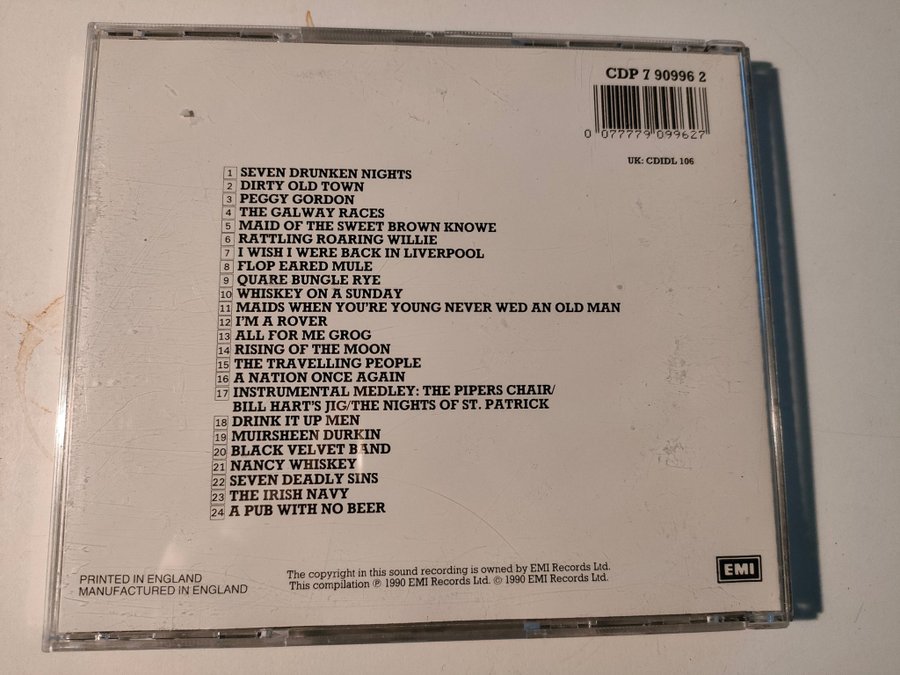 CDP 7 90996 2
0 077779 099627
UK: CDIDL 106
1 SEVEN DRUNKEN NIGHTS
2 DIRTY OLD TOWN
3 PEGGY GORDON
4 THE GALWAY RACES
5 MAID OF THE SWEET BROWN KNOWE
6 RATTLING ROARING WILLIE
7 I WISH I WERE BACK IN LIVERPOOL
8 FLOP EARED MULE
9 QUARE BUNGLE RYE
10 WHISKEY ON A SUNDAY
11 MAIDS WHEN YOU'RE YOUNG NEVER WED AN OLD MAN
12 I'M A ROVER
13 ALL FOR ME GROG
14 RISING OF THE MOON
15 THE TRAVELLING PEOPLE
16 A NATION ONCE AGAIN
17 INSTRUMENTAL MEDLEY: THE PIPERS CHAIR/
BILL HART'S JIG/THE NIGHTS OF ST. PATRICK
18 DRINK IT UP MEN
19 MUIRSHEEN DURKIN
20 BLACK VELVET BAND
21 NANCY WHISKEY
22 SEVEN DEADLY SINS
23 THE IRISH NAVY
24 A PUB WITH NO BEER
PRINTED IN ENGLAND
MANUFACTURED IN ENGLAND
The copyright in this sound recording is owned by EMI Records Ltd.
This compilation ℗ 1990 EMI Records Ltd. © 1990 EMI Records Ltd.
EMI